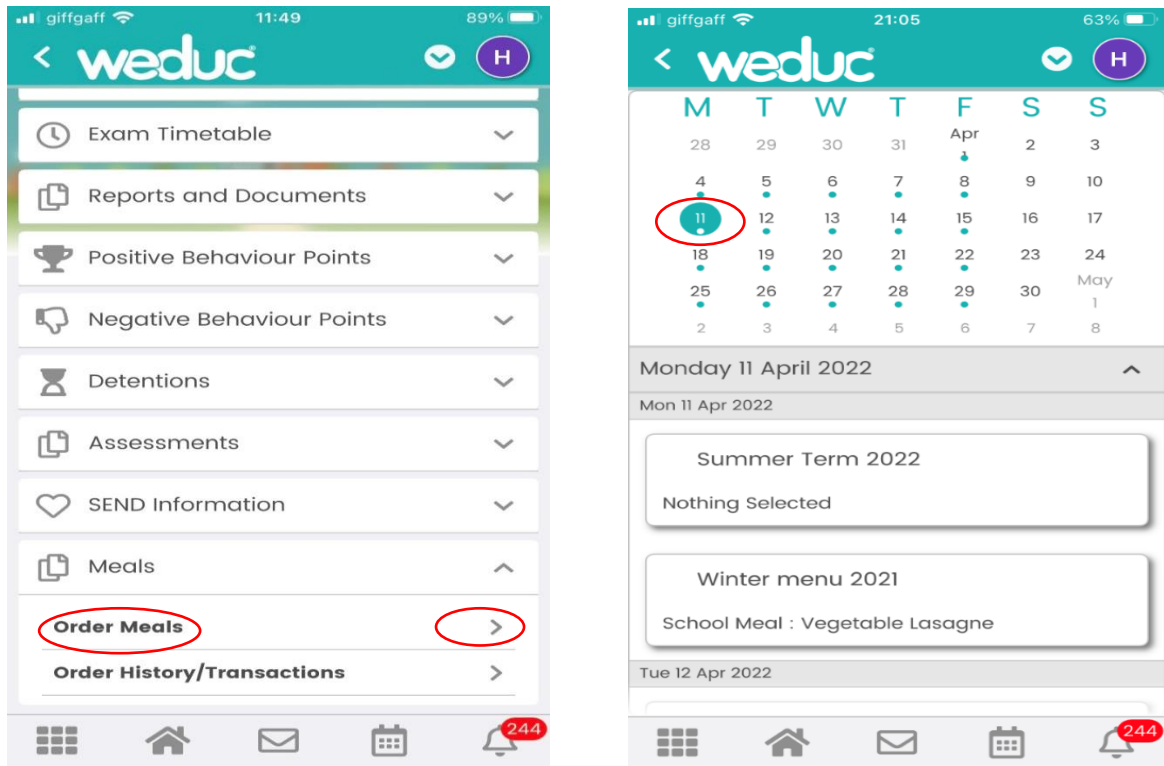 giffgaff 11:49 89%
< weduc H
Exam Timetable
Reports and Documents
Positive Behaviour Points
Negative Behaviour Points
Detentions
Assessments
SEND Information
Meals
Order Meals >
Order History/Transactions >
244
giffgaff 21:05 63%
< weduc H
M T W T F S S
28 29 30 31 Apr 1 2 3
4 5 6 7 8 9 10
11 12 13 14 15 16 17
18 19 20 21 22 23 24
25 26 27 28 29 30 May 1
2 3 4 5 6 7 8
Monday 11 April 2022
Mon 11 Apr 2022
Summer Term 2022
Nothing Selected
Winter menu 2021
School Meal : Vegetable Lasagne
Tue 12 Apr 2022
244